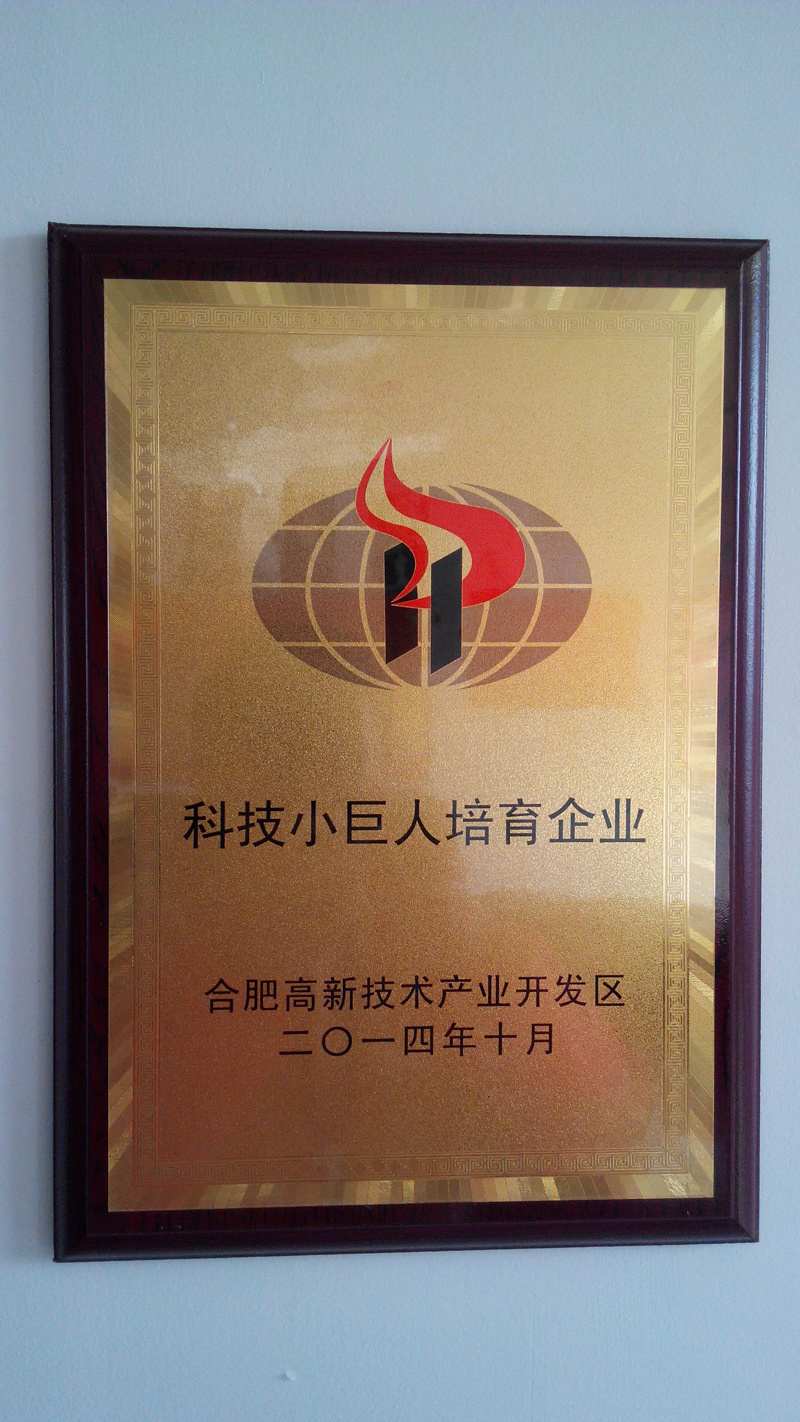 科技小巨人培育企业
合肥高新技术产业开发区
二〇一四年十月